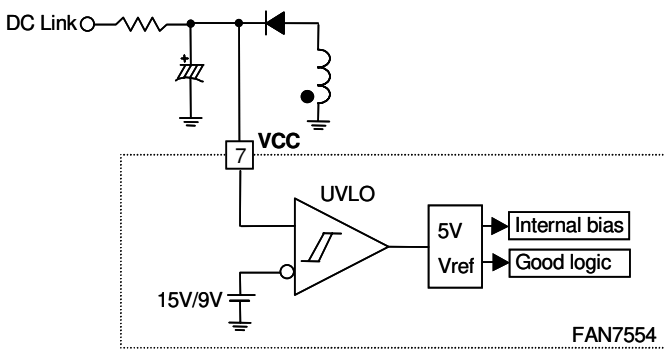 DC Link
+
VCC
7
UVLO
5V
Vref
Internal bias
Good logic
15V/9V
FAN7554